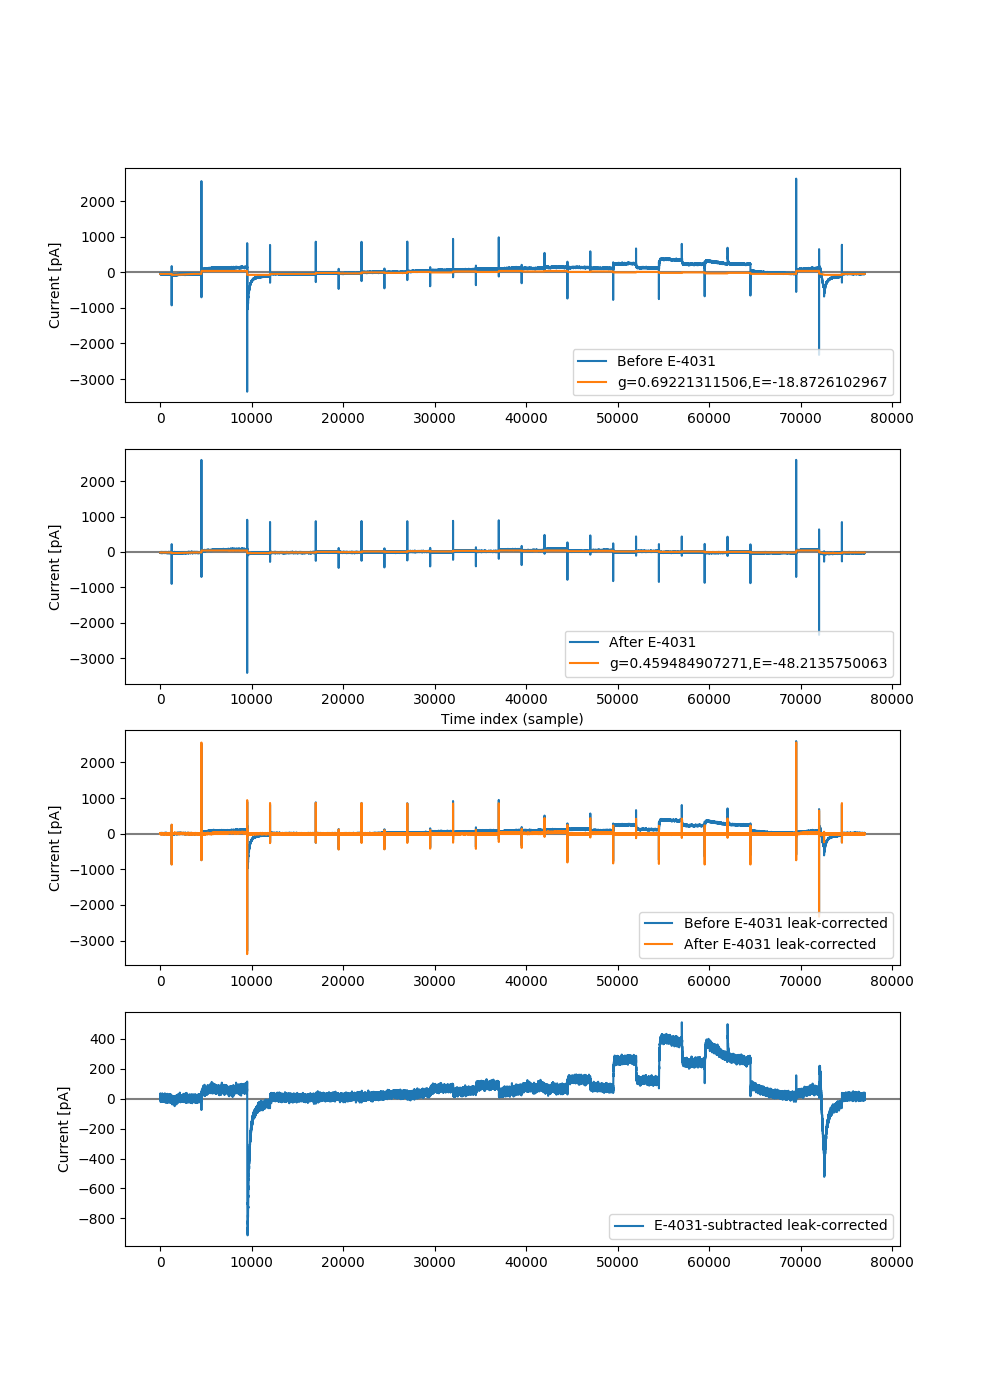 2000
1000
0
−1000
−2000
−3000
Current [pA]
Before E-4031
g=0.69221311506,E=-18.8726102967
0 10000 20000 30000 40000 50000 60000 70000 80000
2000
1000
0
−1000
−2000
−3000
Current [pA]
After E-4031
g=0.459484907271,E=-48.2135750063
0 10000 20000 30000 40000 50000 60000 70000 80000
Time index (sample)
2000
1000
0
−1000
−2000
−3000
Current [pA]
Before E-4031 leak-corrected
After E-4031 leak-corrected
0 10000 20000 30000 40000 50000 60000 70000 80000
400
200
0
−200
−400
−600
−800
Current [pA]
E-4031-subtracted leak-corrected
0 10000 20000 30000 40000 50000 60000 70000 80000